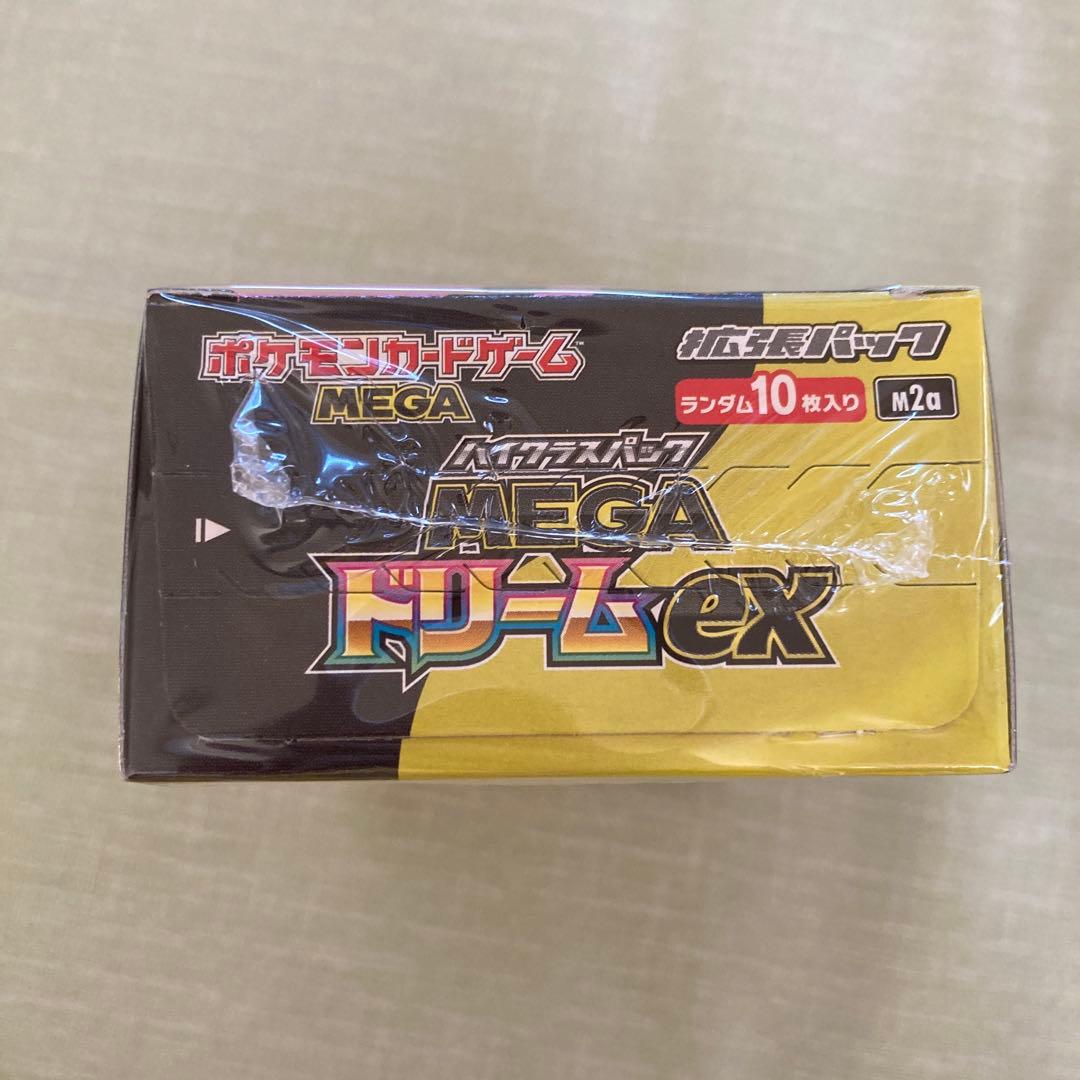 ポケモンカードゲーム™
MEGA
拡張パック
ランダム10枚入り
M2a
ハイクラスパック
MEGA
ドリームex